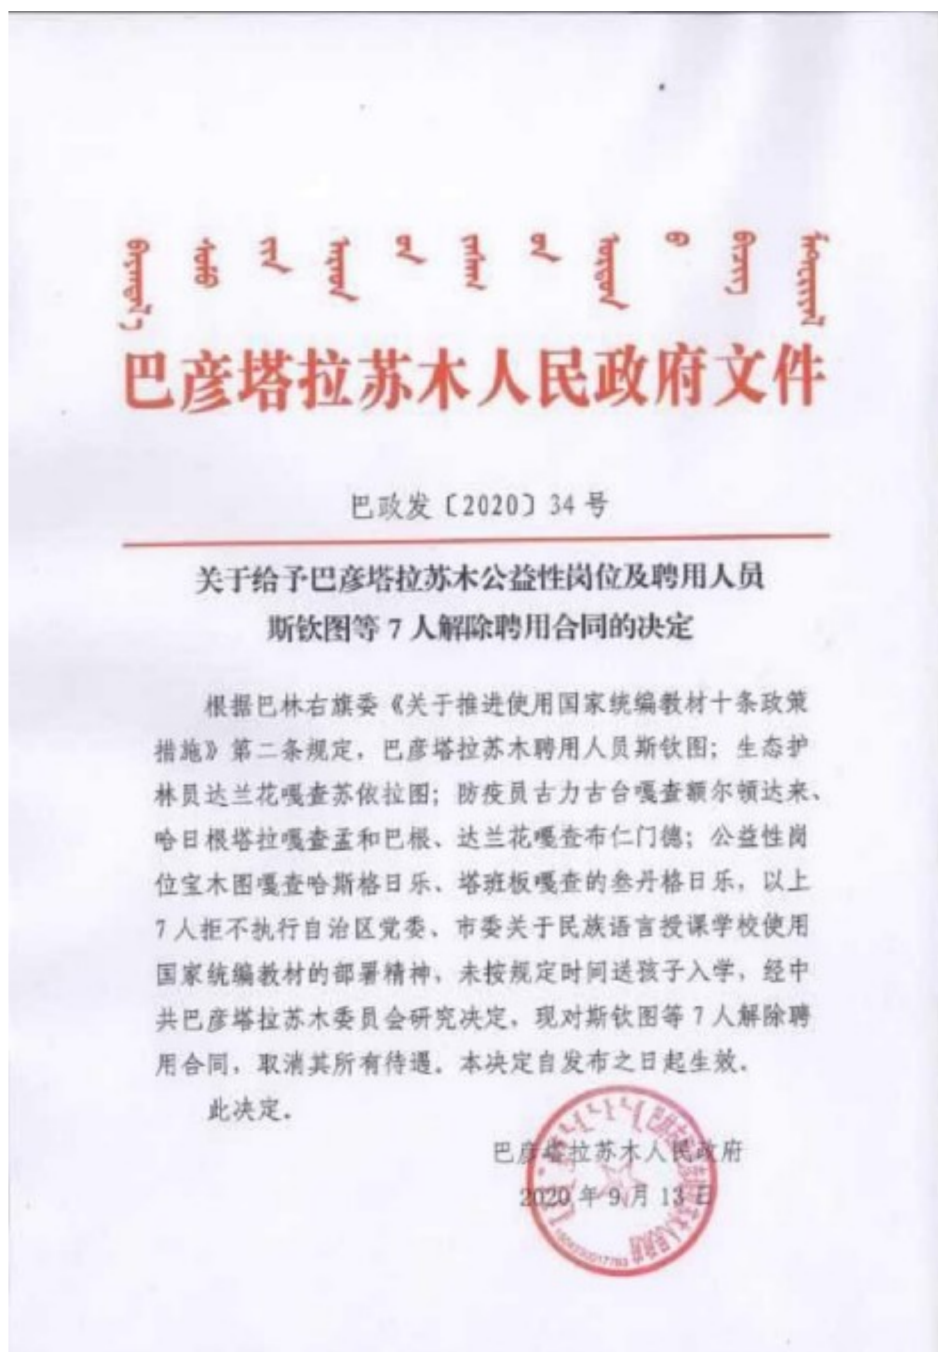 巴彦塔拉苏木人民政府文件
巴政发〔2020〕34号
关于给予巴彦塔拉苏木公益性岗位及聘用人员
斯钦图等7人解除聘用合同的决定
根据巴林右旗委《关于推进使用国家统编教材十条政策
措施》第二条规定，巴彦塔拉苏木聘用人员斯钦图；生态护
林员达兰花嘎查苏依拉图；防疫员古力古台嘎查额尔顿达来、
哈日根塔拉嘎查孟和巴根、达兰花嘎查布仁门德；公益性岗
位宝木图嘎查哈斯格日乐、塔班板嘎查的叁丹格日乐，以上
7人拒不执行自治区党委、市委关于民族语言授课学校使用
国家统编教材的部署精神，未按规定时间送孩子入学，经中
共巴彦塔拉苏木委员会研究决定，现对斯钦图等7人解除聘
用合同，取消其所有待遇。本决定自发布之日起生效。
此决定。
巴彦塔拉苏木人民政府
2020年9月13日